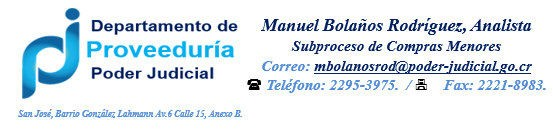 Departamento de
Proveeduría
Poder Judicial
San José, Barrio González Lahmann Av.6 Calle 15, Anexo B.
Manuel Bolaños Rodríguez, Analista
Subproceso de Compras Menores
Correo: mbolanosrod@poder-judicial.go.cr
☎ Teléfono: 2295-3975. / 🖷 Fax: 2221-8983.